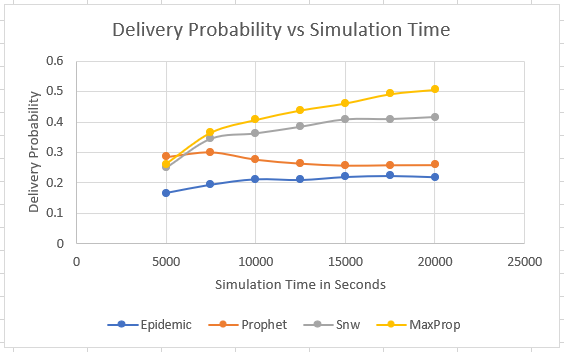 Delivery Probability vs Simulation Time
Delivery Probability
0.6
0.5
0.4
0.3
0.2
0.1
0
0 5000 10000 15000 20000 25000
Simulation Time in Seconds
Epidemic Prophet Snw MaxProp